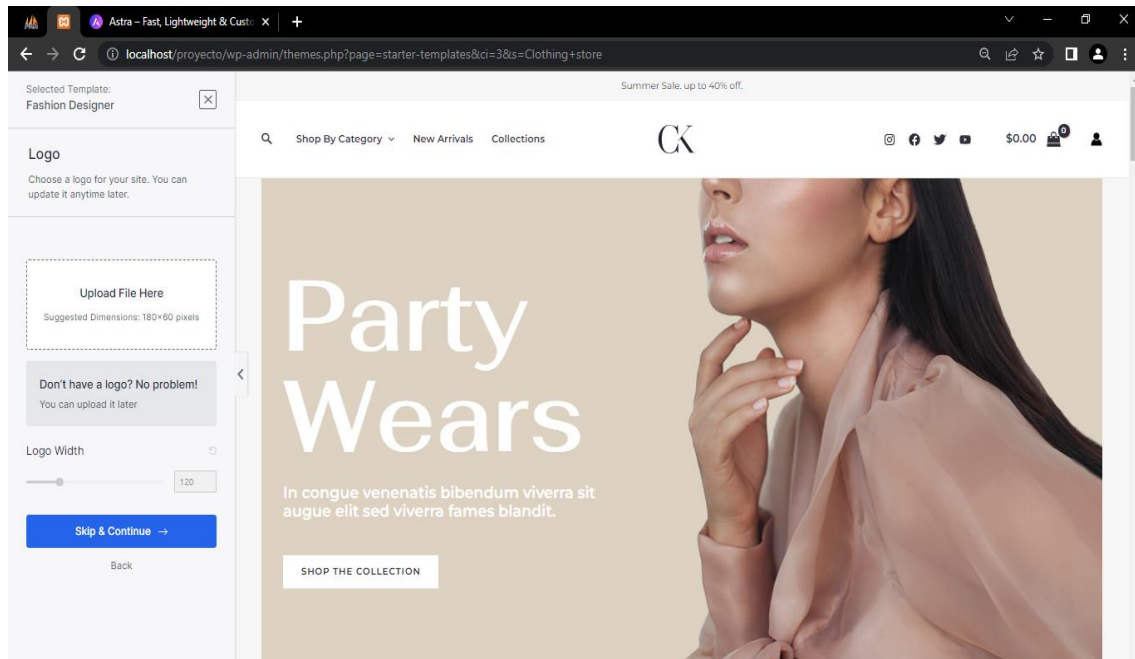 Astra – Fast, Lightweight & Custo
localhost/proyecto/wp-admin/themes.php?page=starter-templates&ci=3&s=Clothing+store
Selected Template:
Fashion Designer
Logo
Choose a logo for your site. You can
update it anytime later.
Upload File Here
Suggested Dimensions: 180×60 pixels
Don't have a logo? No problem!
You can upload it later
Logo Width
120
Skip & Continue →
Back
Summer Sale. up to 40% off.
Shop By Category New Arrivals Collections
CK
$0.00 0
Party
Wears
In congue venenatis bibendum viverra sit
augue elit sed viverra fames blandit.
SHOP THE COLLECTION